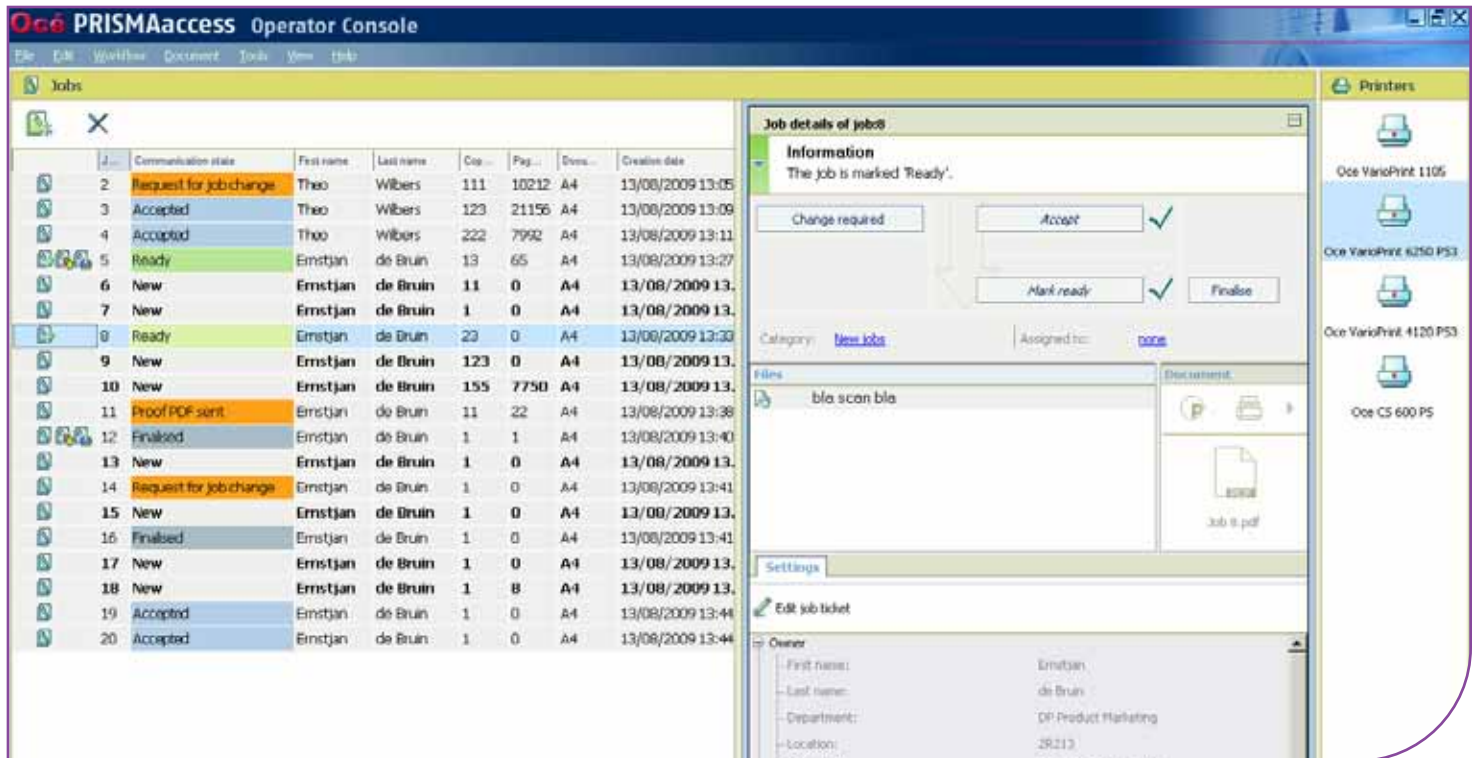 Océ PRISMAaccess Operator Console
File Edit Workflow Document Tools View Help
Jobs
J... Communication state First name Last name Cop... Pag... Docu... Creation date
2 Request for job change Theo Wilbers 111 10212 A4 13/08/2009 13:05
3 Accepted Theo Wilbers 123 21156 A4 13/08/2009 13:09
4 Accepted Theo Wilbers 222 7992 A4 13/08/2009 13:11
5 Ready Ernstjan de Bruin 13 65 A4 13/08/2009 13:27
6 New Ernstjan de Bruin 11 0 A4 13/08/2009 13.
7 New Ernstjan de Bruin 1 0 A4 13/08/2009 13.
8 Ready Ernstjan de Bruin 23 0 A4 13/08/2009 13:33
9 New Ernstjan de Bruin 123 0 A4 13/08/2009 13.
10 New Ernstjan de Bruin 155 7750 A4 13/08/2009 13.
11 Proof PDF sent Ernstjan de Bruin 11 22 A4 13/08/2009 13:38
12 Finalised Ernstjan de Bruin 1 1 A4 13/08/2009 13:40
13 New Ernstjan de Bruin 1 0 A4 13/08/2009 13.
14 Request for job change Ernstjan de Bruin 1 0 A4 13/08/2009 13:41
15 New Ernstjan de Bruin 1 0 A4 13/08/2009 13.
16 Finalised Ernstjan de Bruin 1 0 A4 13/08/2009 13:41
17 New Ernstjan de Bruin 1 0 A4 13/08/2009 13.
18 New Ernstjan de Bruin 1 8 A4 13/08/2009 13.
19 Accepted Ernstjan de Bruin 1 0 A4 13/08/2009 13:44
20 Accepted Ernstjan de Bruin 1 0 A4 13/08/2009 13:44
Job details of job:8
Information
The job is marked 'Ready'.
Change required Accept
Mark ready Finalise
Category: New jobs Assigned to: none
Files Document
bla scan bla
Job 8.pdf
Settings
Edit job ticket
Owner
First name: Ernstjan
Last name: de Bruin
Department: DP Product Marketing
Location: 2R213
Printers
Oce VarioPrint 1105
Oce VarioPrint 6250 PS3
Oce VarioPrint 4120 PS3
Oce CS 600 PS